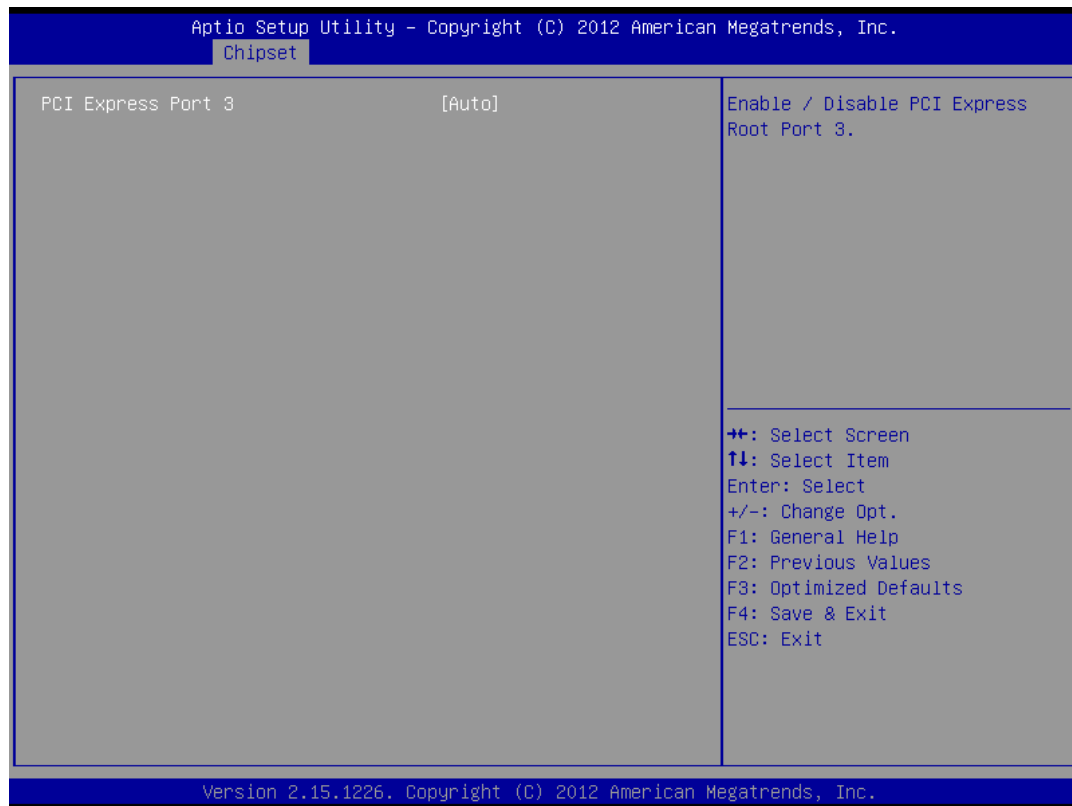 Aptio Setup Utility – Copyright (C) 2012 American Megatrends, Inc.
Chipset
PCI Express Port 3 [Auto]
Enable / Disable PCI Express
Root Port 3.
→←: Select Screen
↑↓: Select Item
Enter: Select
+/-: Change Opt.
F1: General Help
F2: Previous Values
F3: Optimized Defaults
F4: Save & Exit
ESC: Exit
Version 2.15.1226. Copyright (C) 2012 American Megatrends, Inc.